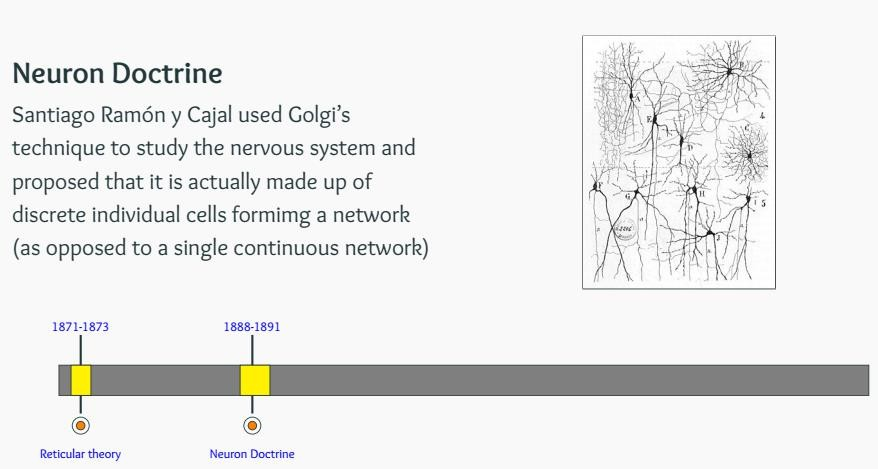 Neuron Doctrine
Santiago Ramón y Cajal used Golgi's
technique to study the nervous system and
proposed that it is actually made up of
discrete individual cells formimg a network
(as opposed to a single continuous network)
A
B
4
E
C
D
F
H
G
5
J
1871-1873
1888-1891
Reticular theory
Neuron Doctrine